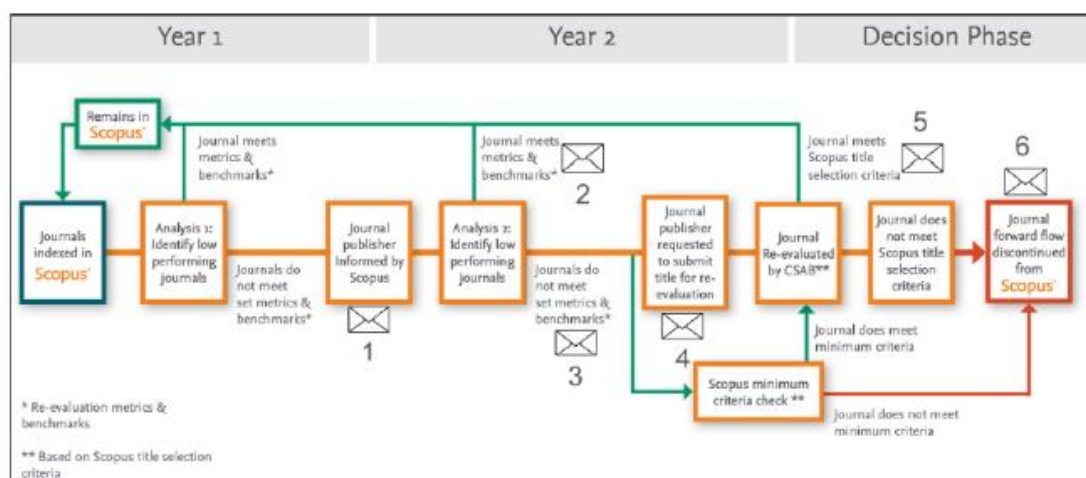 Year 1
Year 2
Decision Phase
Remains in
Scopus®
Journal meets
metrics &
benchmarks*
Journal meets
metrics &
benchmarks*
2
Journal meets
Scopus title
selection criteria
5
6
Journals
indexed in
Scopus®
Analysis 1:
Identify low
performing
journals
Journals do
not meet
set metrics &
benchmarks*
Journal
publisher
Informed by
Scopus
1
Analysis 2:
Identify low
performing
journals
Journals do
not meet
set metrics &
benchmarks*
3
Journal
publisher
requested
to submit
title for re-
evaluation
4
Journal
Re-evaluated
by CSAB**
Journal does
not meet
Scopus title
selection
criteria
Journal
forward flow
discontinued
from
Scopus®
Journal does meet
minimum criteria
Scopus minimum
criteria check **
Journal does not meet
minimum criteria
* Re-evaluation metrics &
benchmarks
** Based on Scopus title selection
criteria